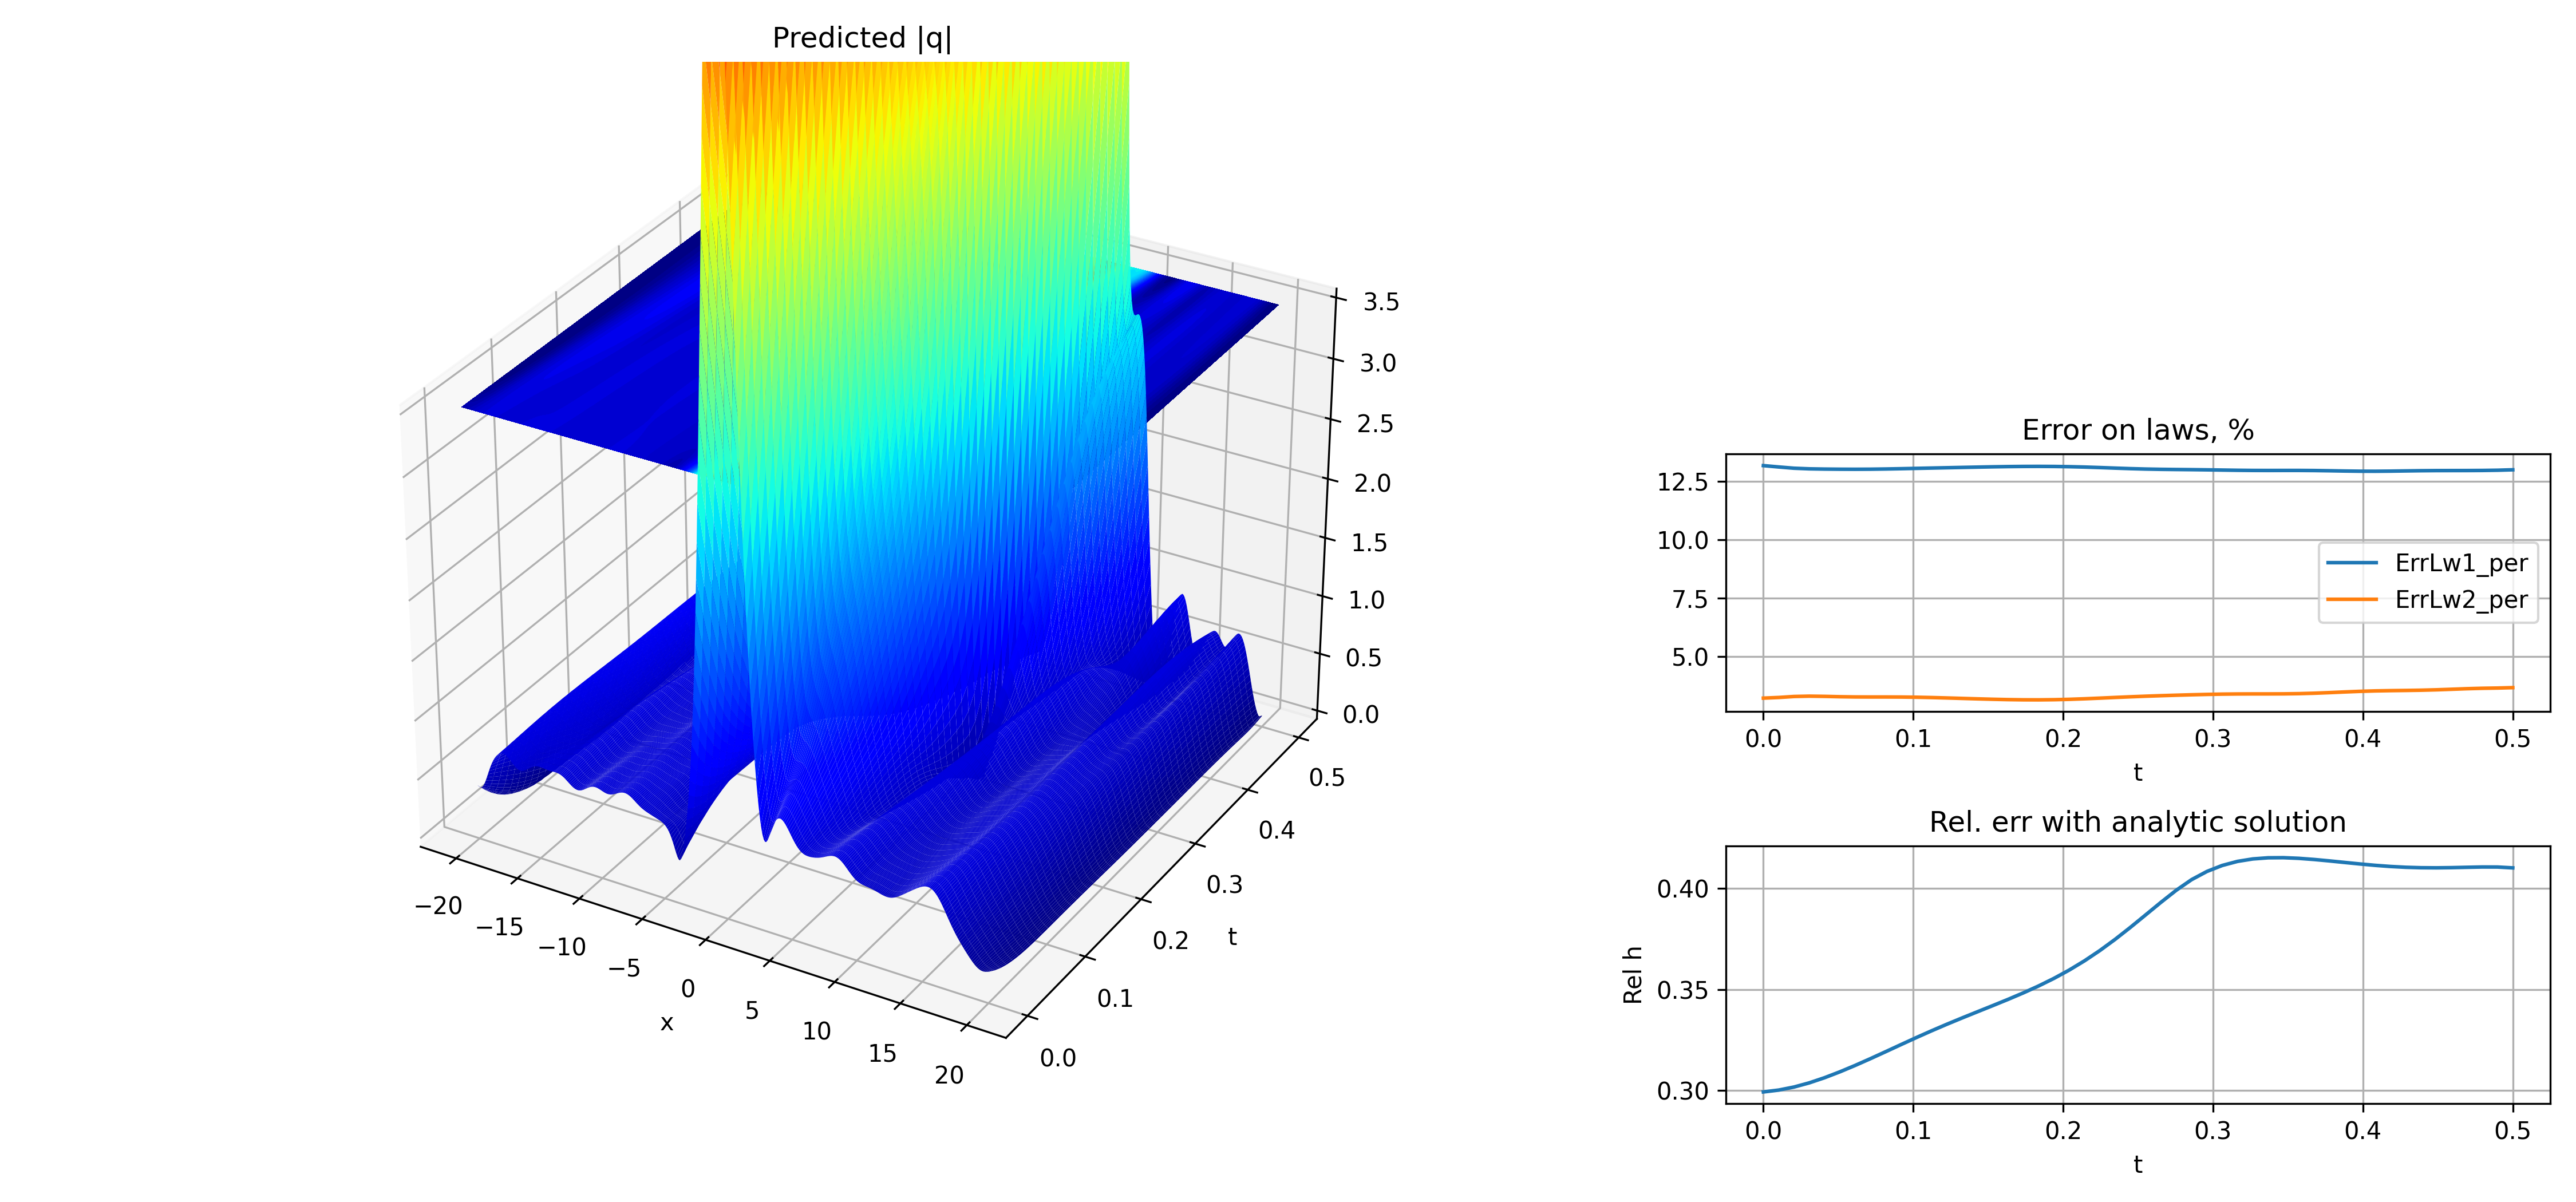 Predicted |q|
3.5
3.0
2.5
2.0
1.5
1.0
0.5
0.0
−20
−15
−10
−5
0
5
10
15
20
x
0.0
0.1
0.2
0.3
0.4
0.5
t
Error on laws, %
12.5
10.0
7.5
5.0
ErrLw1_per
ErrLw2_per
0.0 0.1 0.2 0.3 0.4 0.5
t
Rel. err with analytic solution
Rel h
0.40
0.35
0.30
0.0 0.1 0.2 0.3 0.4 0.5
t